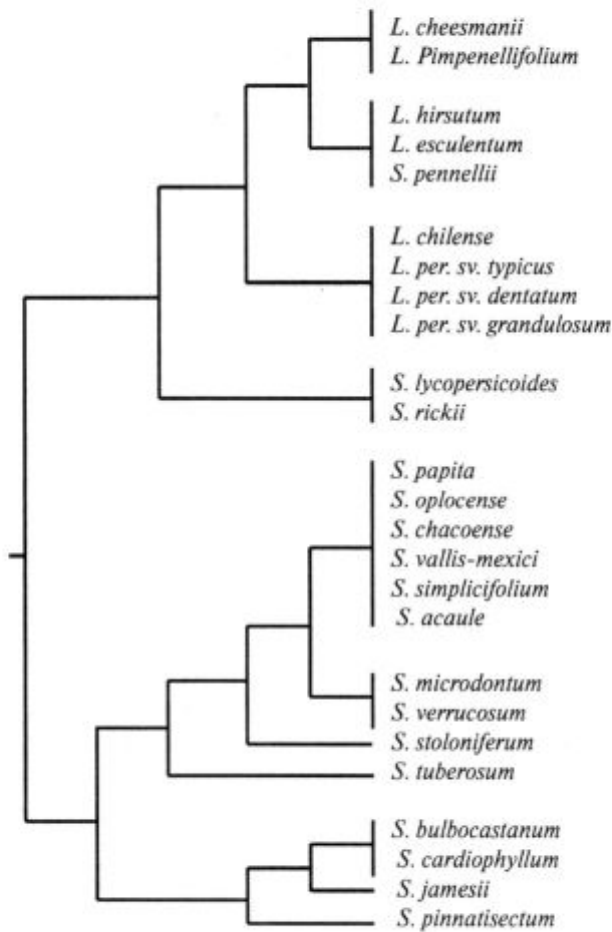 L. cheesmanii
L. Pimpenellifolium
L. hirsutum
L. esculentum
S. pennellii
L. chilense
L. per. sv. typicus
L. per. sv. dentatum
L. per. sv. grandulosum
S. lycopersicoides
S. rickii
S. papita
S. oplocense
S. chacoense
S. vallis-mexici
S. simplicifolium
S. acaule
S. microdontum
S. verrucosum
S. stoloniferum
S. tuberosum
S. bulbocastanum
S. cardiophyllum
S. jamesii
S. pinnatisectum